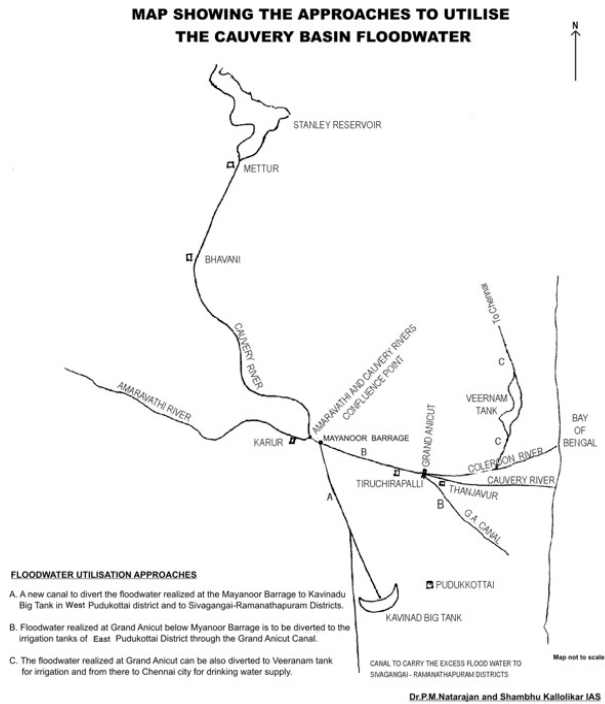 MAP SHOWING THE APPROACHES TO UTILISE
THE CAUVERY BASIN FLOODWATER
N
STANLEY RESERVOIR
METTUR
BHAVANI
To Chennai
CAUVERY RIVER
AMARAVATHI AND CAUVERY RIVERS
CONFLUENCE POINT
C
AMARAVATHI RIVER
VEERNAM
TANK
BAY
OF
BENGAL
GRAND ANICUT
KARUR
MAYANOOR BARRAGE
C
B
COLEROON RIVER
TIRUCHIRAPALLI
CAUVERY RIVER
THANJAVUR
A
B
G.A. CANAL
FLOODWATER UTILISATION APPROACHES
PUDUKKOTTAI
A. A new canal to divert the floodwater realized at the Mayanoor Barrage to Kavinadu
Big Tank in West Pudukottai district and to Sivagangai-Ramanathapuram Districts.
KAVINAD BIG TANK
B. Floodwater realized at Grand Anicut below Myanoor Barrage is to be diverted to the
irrigation tanks of East Pudukottai District through the Grand Anicut Canal.
C. The floodwater realized at Grand Anicut can be also diverted to Veeranam tank
for irrigation and from there to Chennai city for drinking water supply.
Map not to scale
CANAL TO CARRY THE EXCESS FLOOD WATER TO
SIVAGANGAI - RAMANATHAPURAM DISTRICTS
Dr.P.M.Natarajan and Shambhu Kallolikar IAS